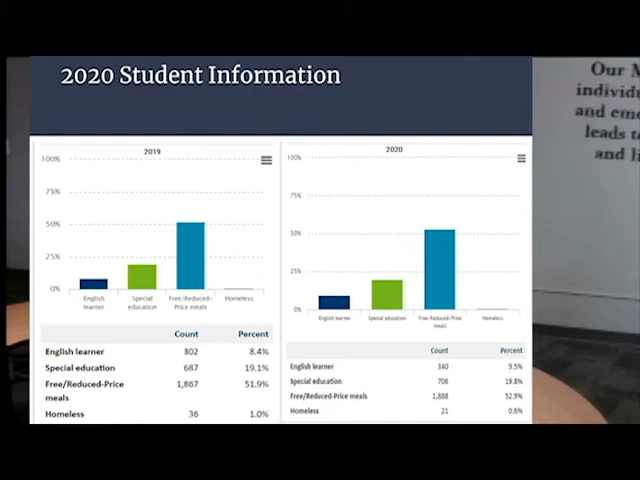 2020 Student Information
2019
100%
75%
50%
25%
0%
English
learner
Special
education
Free/Reduced-
Price meals
Homeless
Count Percent
English learner 302 8.4%
Special education 687 19.1%
Free/Reduced-Price
meals 1,867 51.9%
Homeless 36 1.0%
2020
100%
75%
50%
25%
0%
English learner
Special education
Free Reduced-Price
meals
Homeless
Count Percent
English learner 340 9.5%
Special education 706 19.8%
Free/Reduced-Price meals 1,888 52.9%
Homeless 21 0.6%
Our
individu
and emo
leads
and li